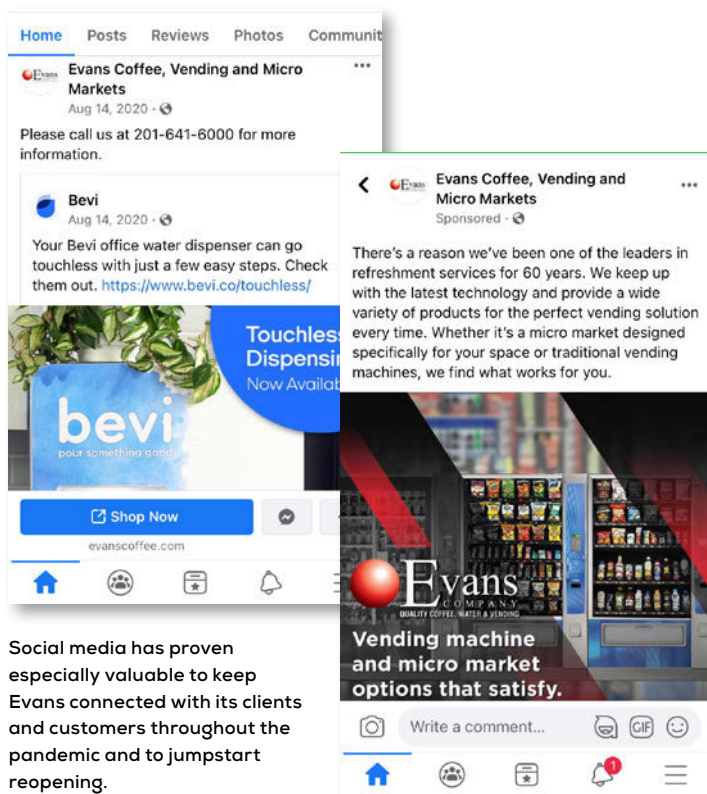 Home Posts Reviews Photos Communit
Evans
Evans Coffee, Vending and Micro
Markets
Aug 14, 2020 ·
Please call us at 201-641-6000 for more
information.
Bevi
Aug 14, 2020 ·
Your Bevi office water dispenser can go
touchless with just a few easy steps. Check
them out. https://www.bevi.co/touchless/
Touchless
Dispensin
Now Availab
bevi
pour something good
Shop Now
evanscoffee.com
Evans
Evans Coffee, Vending and
Micro Markets
Sponsored ·
There's a reason we've been one of the leaders in
refreshment services for 60 years. We keep up
with the latest technology and provide a wide
variety of products for the perfect vending solution
every time. Whether it's a micro market designed
specifically for your space or traditional vending
machines, we find what works for you.
Evans
COMPANY
QUALITY COFFEE, WATER & VENDING
Vending machine
and micro market
options that satisfy.
Write a comment...
GIF
1
Social media has proven
especially valuable to keep
Evans connected with its clients
and customers throughout the
pandemic and to jumpstart
reopening.